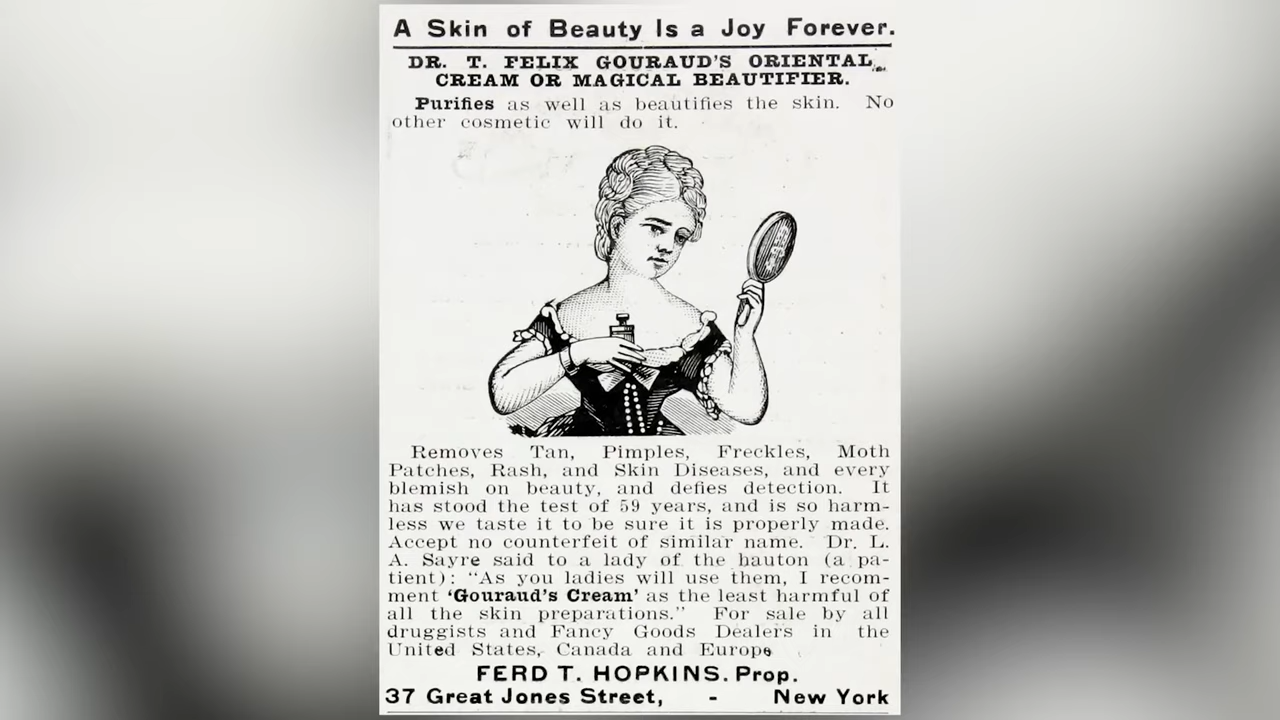 A Skin of Beauty Is a Joy Forever.
DR. T. FELIX GOURAUD'S ORIENTAL
CREAM OR MAGICAL BEAUTIFIER.
Purifies as well as beautifies the skin. No
other cosmetic will do it.
Removes Tan, Pimples, Freckles, Moth
Patches, Rash, and Skin Diseases, and every
blemish on beauty, and defies detection. It
has stood the test of 59 years, and is so harm-
less we taste it to be sure it is properly made.
Accept no counterfeit of similar name. Dr. L.
A. Sayre said to a lady of the hauton (a pa-
tient): "As you ladies will use them, I recom-
ment 'Gouraud's Cream' as the least harmful of
all the skin preparations." For sale by all
druggists and Fancy Goods Dealers in the
United States, Canada and Europe
FERD T. HOPKINS. Prop.
37 Great Jones Street, - New York